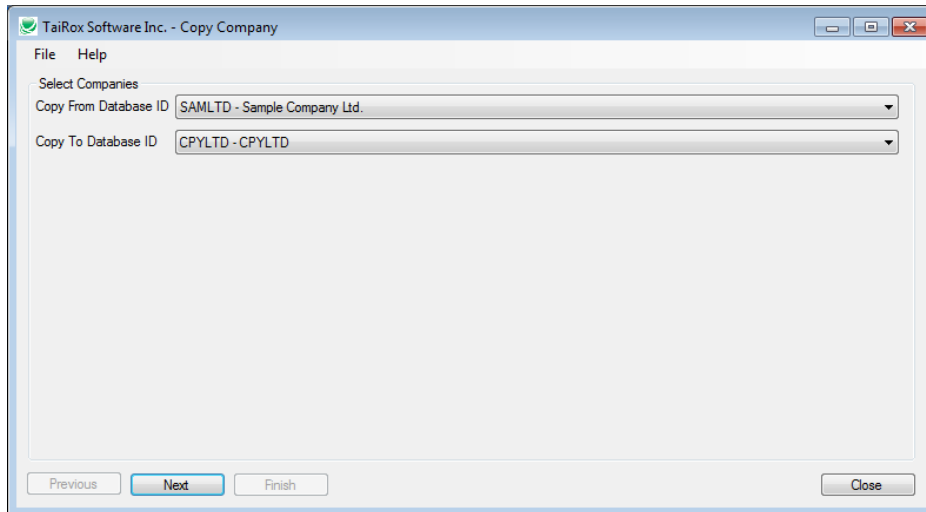 TaiRox Software Inc. - Copy Company
File Help
Select Companies
Copy From Database ID SAMLTD - Sample Company Ltd.
Copy To Database ID CPYLTD - CPYLTD
Previous Next Finish Close